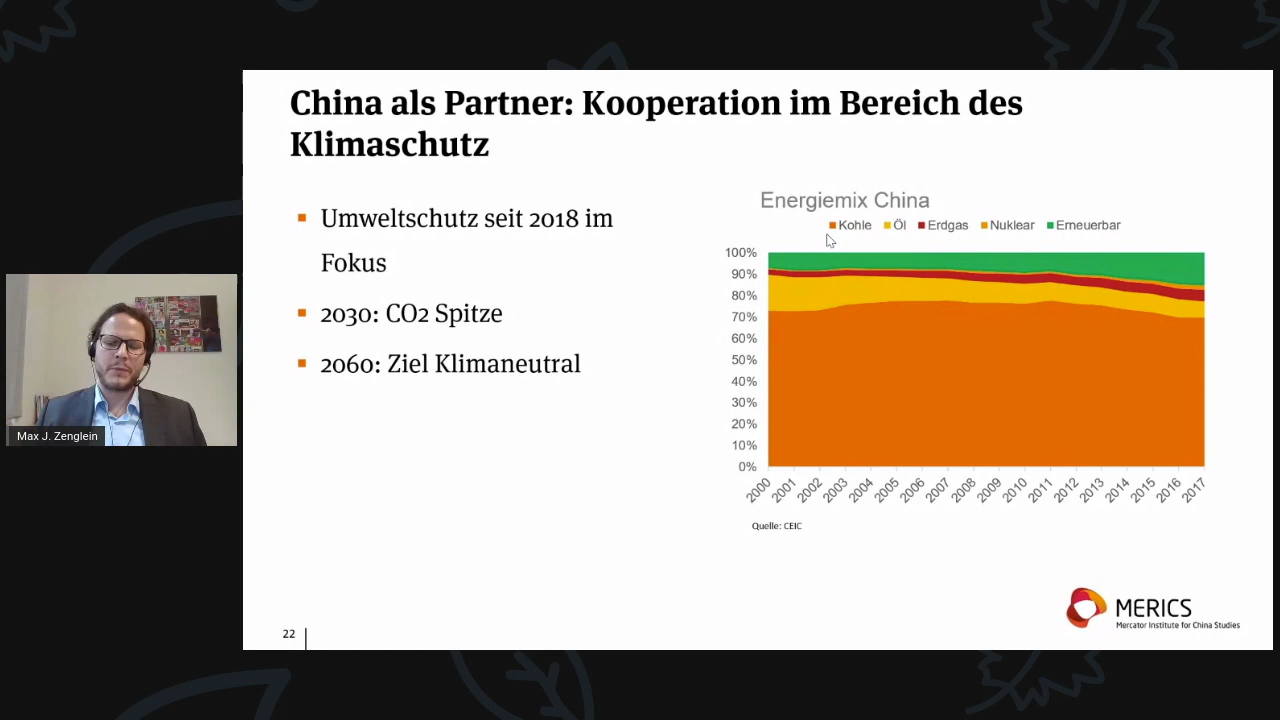 China als Partner: Kooperation im Bereich des
Klimaschutz
Umweltschutz seit 2018 im
Fokus
2030: CO2 Spitze
2060: Ziel Klimaneutral
Energiemix China
Kohle Öl Erdgas Nuklear Erneuerbar
100%
90%
80%
70%
60%
50%
40%
30%
20%
10%
0%
2000 2001 2002 2003 2004 2005 2006 2007 2008 2009 2010 2011 2012 2013 2014 2015 2016 2017
Quelle: CEIC
Max J. Zenglein
22
MERICS
Mercator Institute for China Studies